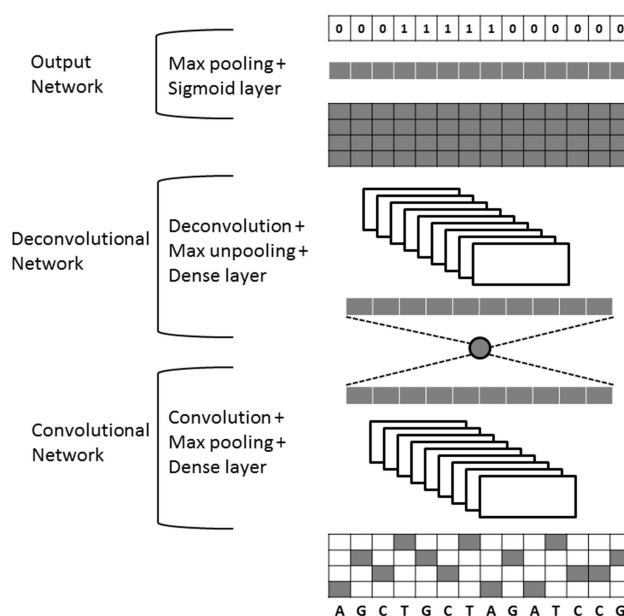 0 0 0 1 1 1 1 1 0 0 0 0 0 0
Output
Network
Max pooling +
Sigmoid layer
Deconvolutional
Network
Deconvolution +
Max unpooling +
Dense layer
Convolutional
Network
Convolution +
Max pooling +
Dense layer
A G C T G C T A G A T C C G